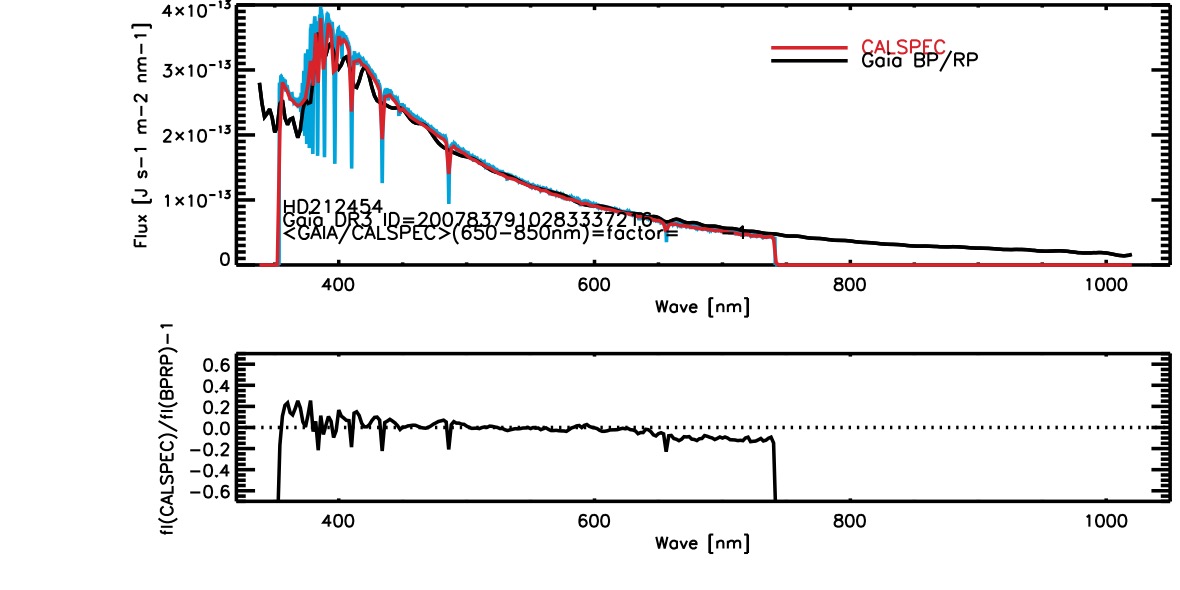 4×10−13
3×10−13
2×10−13
1×10−13
0
Flux [J s−1 m−2 nm−1]
CALSPEC
Gaia BP/RP
HD212454
Gaia DR3 ID=2007837910283337216
<GAIA/CALSPEC>(650−850nm)=factor= −1
400 600 800 1000
Wave [nm]
fl(CALSPEC)/fl(BPRP)−1
0.6
0.4
0.2
0.0
−0.2
−0.4
−0.6
400 600 800 1000
Wave [nm]